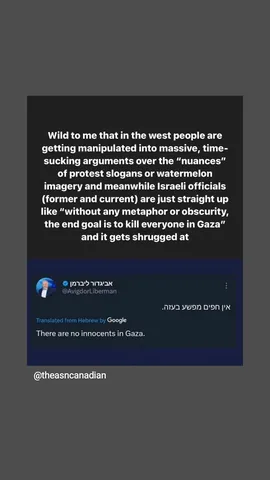 Wild to me that in the west people are
getting manipulated into massive, time-
sucking arguments over the “nuances”
of protest slogans or watermelon
imagery and meanwhile Israeli officials
(former and current) are just straight up
like “without any metaphor or obscurity,
the end goal is to kill everyone in Gaza”
and it gets shrugged at
אביגדור ליברמן
@AvigdorLiberman
אין חפים מפשע בעזה.
Translated from Hebrew by Google
There are no innocents in Gaza.
@theasncanadian